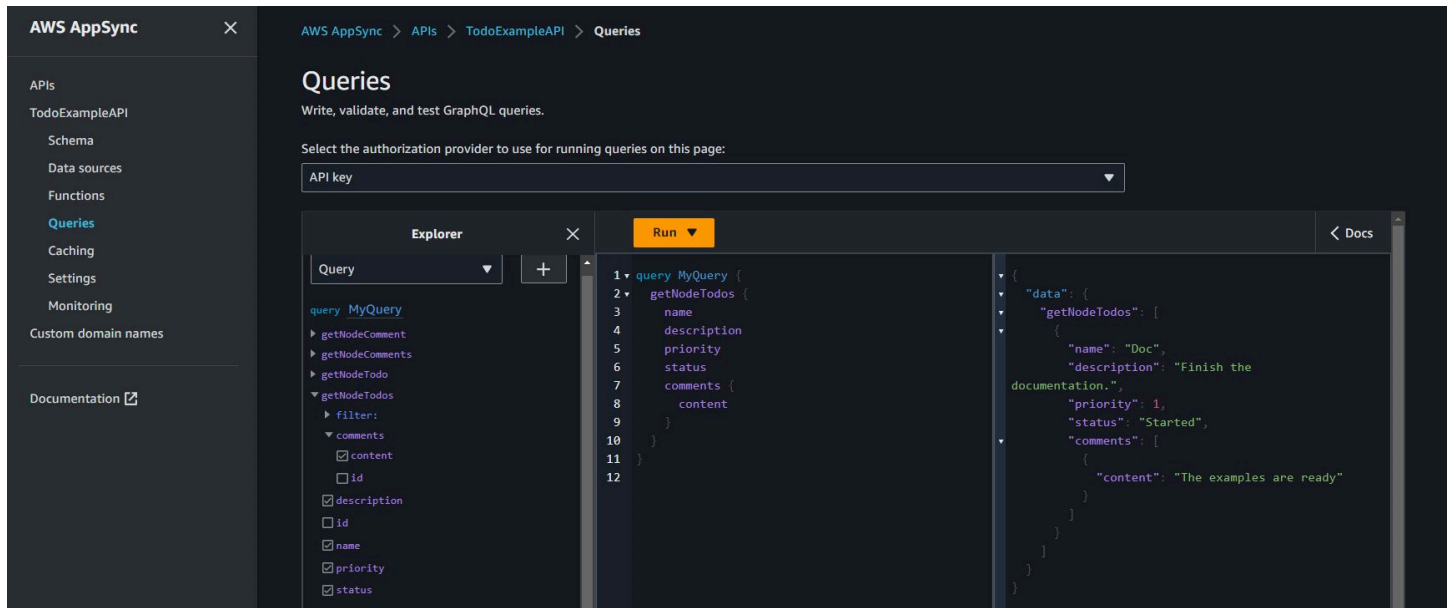 AWS AppSync
APIs
TodoExampleAPI
Schema
Data sources
Functions
Queries
Caching
Settings
Monitoring
Custom domain names
Documentation
AWS AppSync > APIs > TodoExampleAPI > Queries
Queries
Write, validate, and test GraphQL queries.
Select the authorization provider to use for running queries on this page:
API key
Explorer
Query
+
query MyQuery
getNodeComment
getNodeComments
getNodeTodo
getNodeTodos
filter:
comments
content
id
description
id
name
priority
status
Run
Docs
1 query MyQuery {
2 getNodeTodos {
3 name
4 description
5 priority
6 status
7 comments {
8 content
9 }
10 }
11 }
12
{
"data": {
"getNodeTodos": [
{
"name": "Doc",
"description": "Finish the
documentation.",
"priority": 1,
"status": "Started",
"comments": [
{
"content": "The examples are ready"
}
]
}
]
}
}